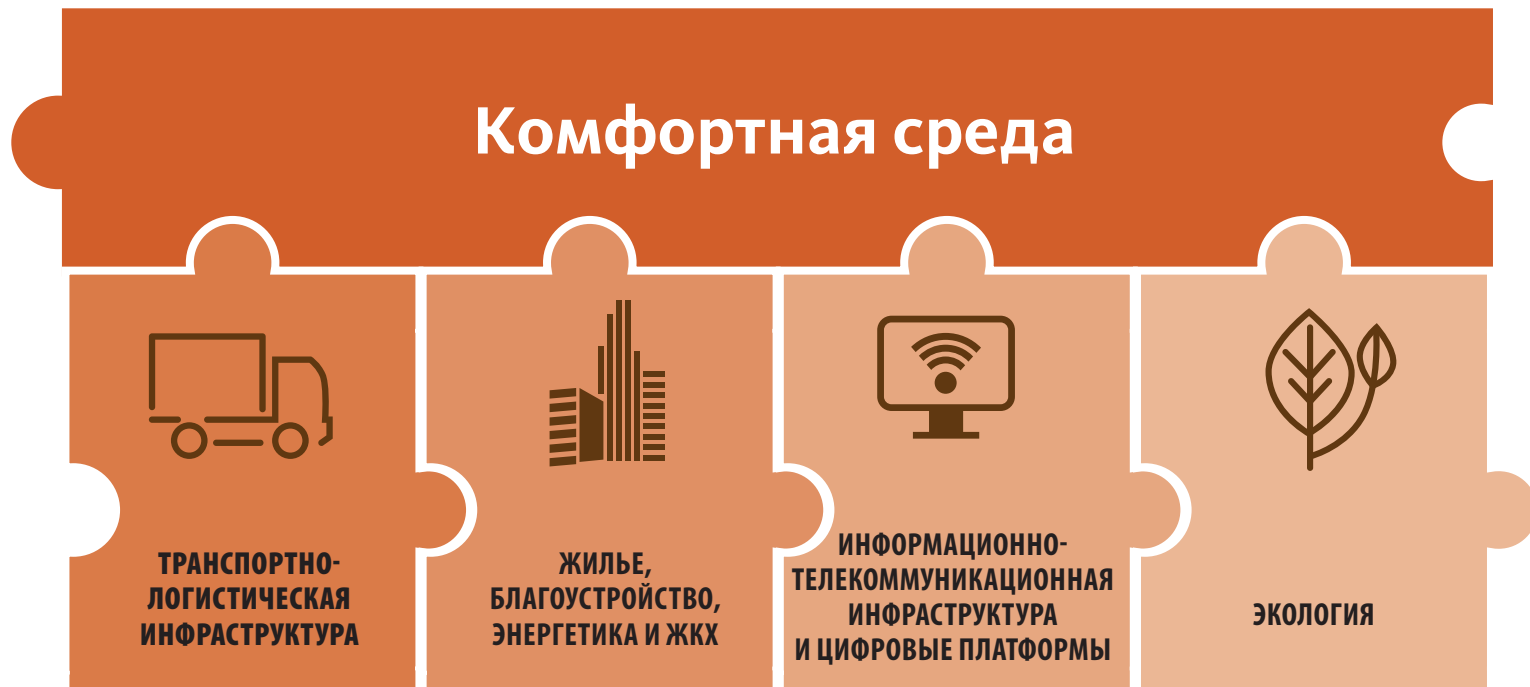 Комфортная среда
ТРАНСПОРТНО-
ЛОГИСТИЧЕСКАЯ
ИНФРАСТРУКТУРА
ЖИЛЬЕ,
БЛАГОУСТРОЙСТВО,
ЭНЕРГЕТИКА И ЖКХ
ИНФОРМАЦИОННО-
ТЕЛЕКОММУНИКАЦИОННАЯ
ИНФРАСТРУКТУРА
И ЦИФРОВЫЕ ПЛАТФОРМЫ
ЭКОЛОГИЯ